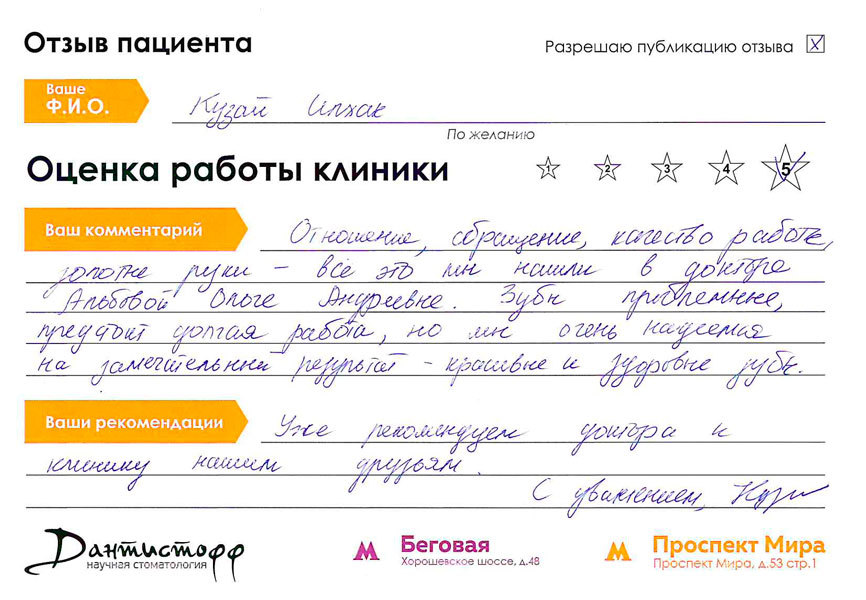 Отзыв пациента
Разрешаю публикацию отзыва X
Ваше Ф.И.О.
Кузай Илхак
По желанию
Оценка работы клиники 1 2 3 4 5
Ваш комментарий
Отношение, обращение, качество работы,
золотые руки – все это мы нашли в докторе
Альбовой Ольге Андреевне. Зубы проблемные,
предстоит долгая работа, но мы очень надеемся
на замечательный результат – красивые и здоровые зубы.
Ваши рекомендации
Уже рекомендуем доктора и
клинику нашим друзьям.
С уважением,
Дантистофф
научная стоматология
М Беговая
Хорошевское шоссе, д.48
М Проспект Мира
Проспект Мира, д.53 стр.1